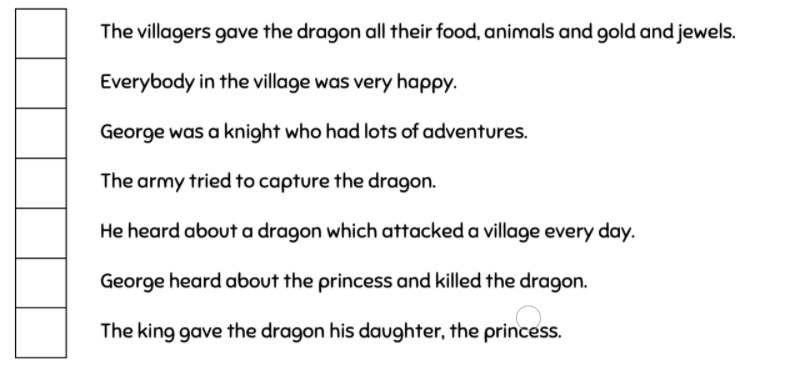 The villagers gave the dragon all their food, animals and gold and jewels.
Everybody in the village was very happy.
George was a knight who had lots of adventures.
The army tried to capture the dragon.
He heard about a dragon which attacked a village every day.
George heard about the princess and killed the dragon.
The king gave the dragon his daughter, the princess.